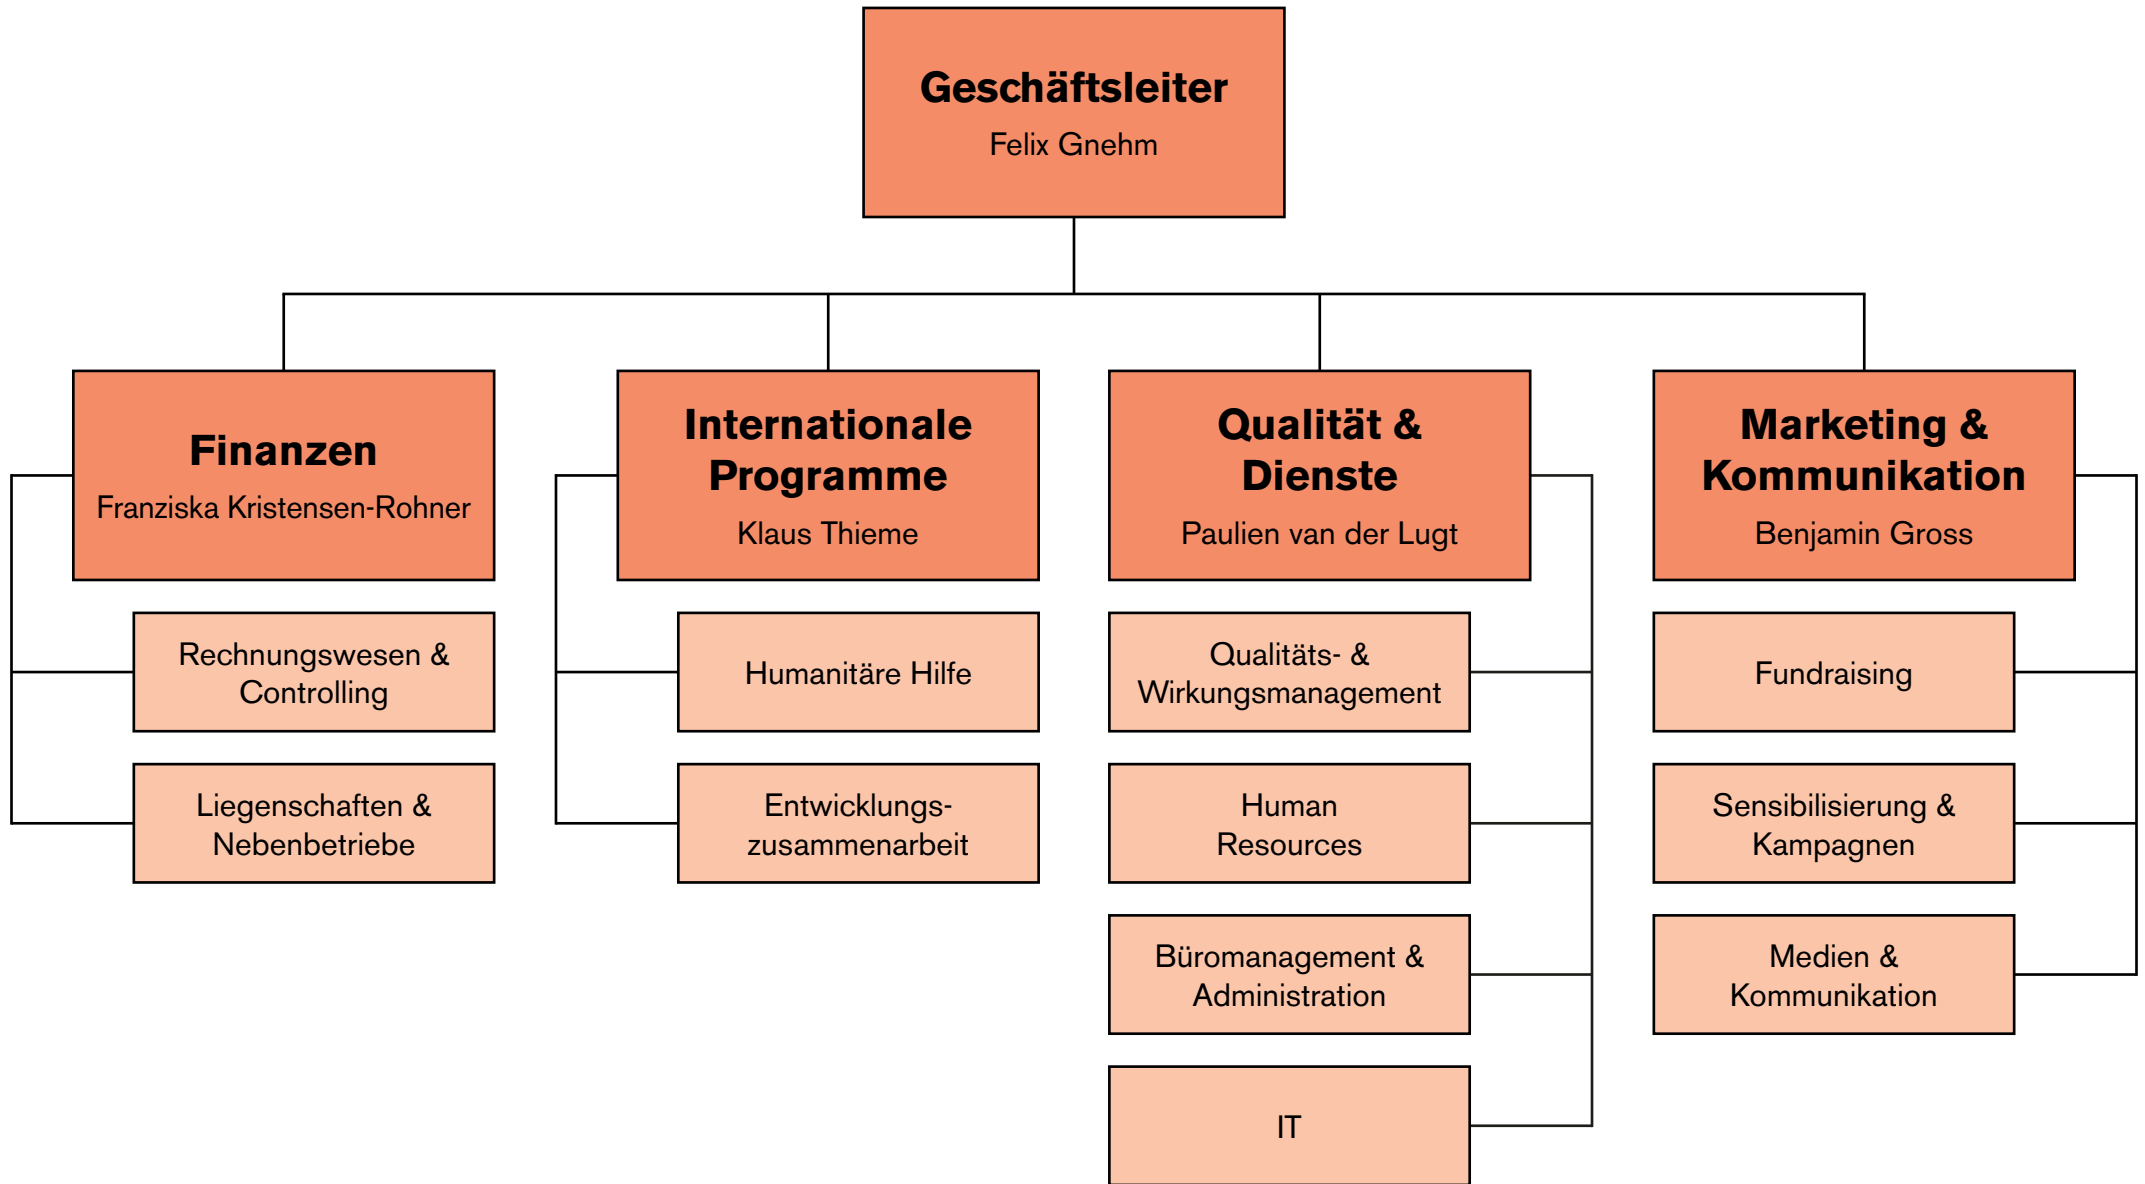 Geschäftsleiter
Felix Gnehm
Finanzen
Franziska Kristensen-Rohner
Rechnungswesen &
Controlling
Liegenschaften &
Nebenbetriebe
Internationale
Programme
Klaus Thieme
Humanitäre Hilfe
Entwicklungs-
zusammenarbeit
Qualität &
Dienste
Paulien van der Lugt
Qualitäts- &
Wirkungsmanagement
Human
Resources
Büromanagement &
Administration
IT
Marketing &
Kommunikation
Benjamin Gross
Fundraising
Sensibilisierung &
Kampagnen
Medien &
Kommunikation